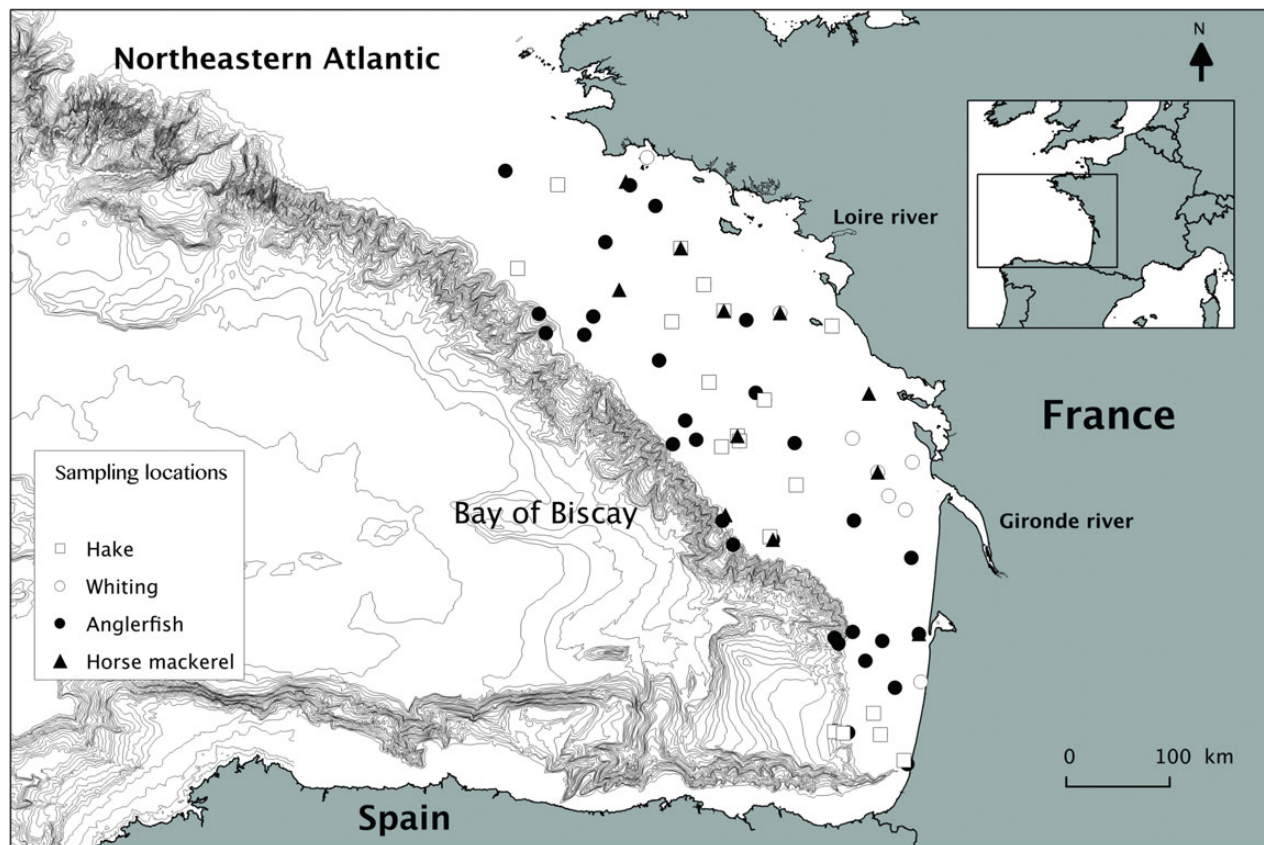 Northeastern Atlantic
N
Loire river
France
Sampling locations
Bay of Biscay
Gironde river
Hake
Whiting
Anglerfish
Horse mackerel
0 100 km
Spain